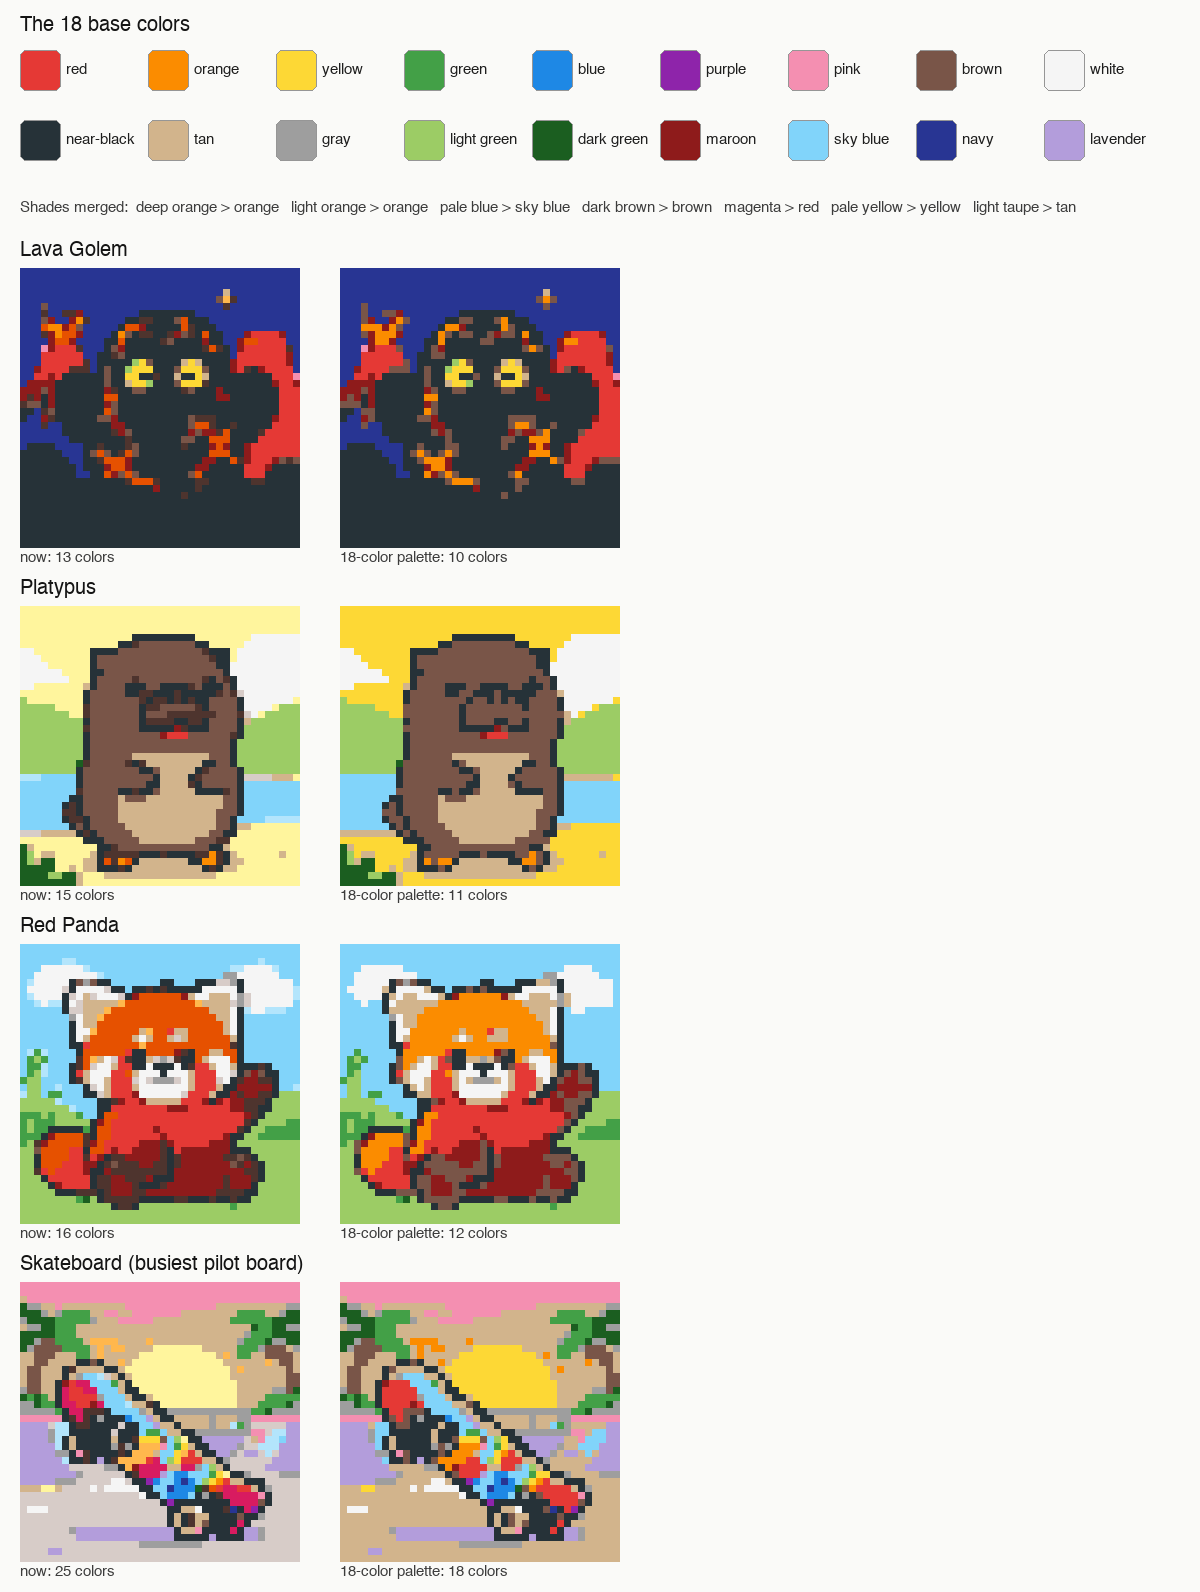 The 18 base colors
red orange yellow green blue purple pink brown white
near-black tan gray light green dark green maroon sky blue navy lavender
Shades merged: deep orange > orange light orange > orange pale blue > sky blue dark brown > brown magenta > red pale yellow > yellow light taupe > tan
Lava Golem
now: 13 colors 18-color palette: 10 colors
Platypus
now: 15 colors 18-color palette: 11 colors
Red Panda
now: 16 colors 18-color palette: 12 colors
Skateboard (busiest pilot board)
now: 25 colors 18-color palette: 18 colors